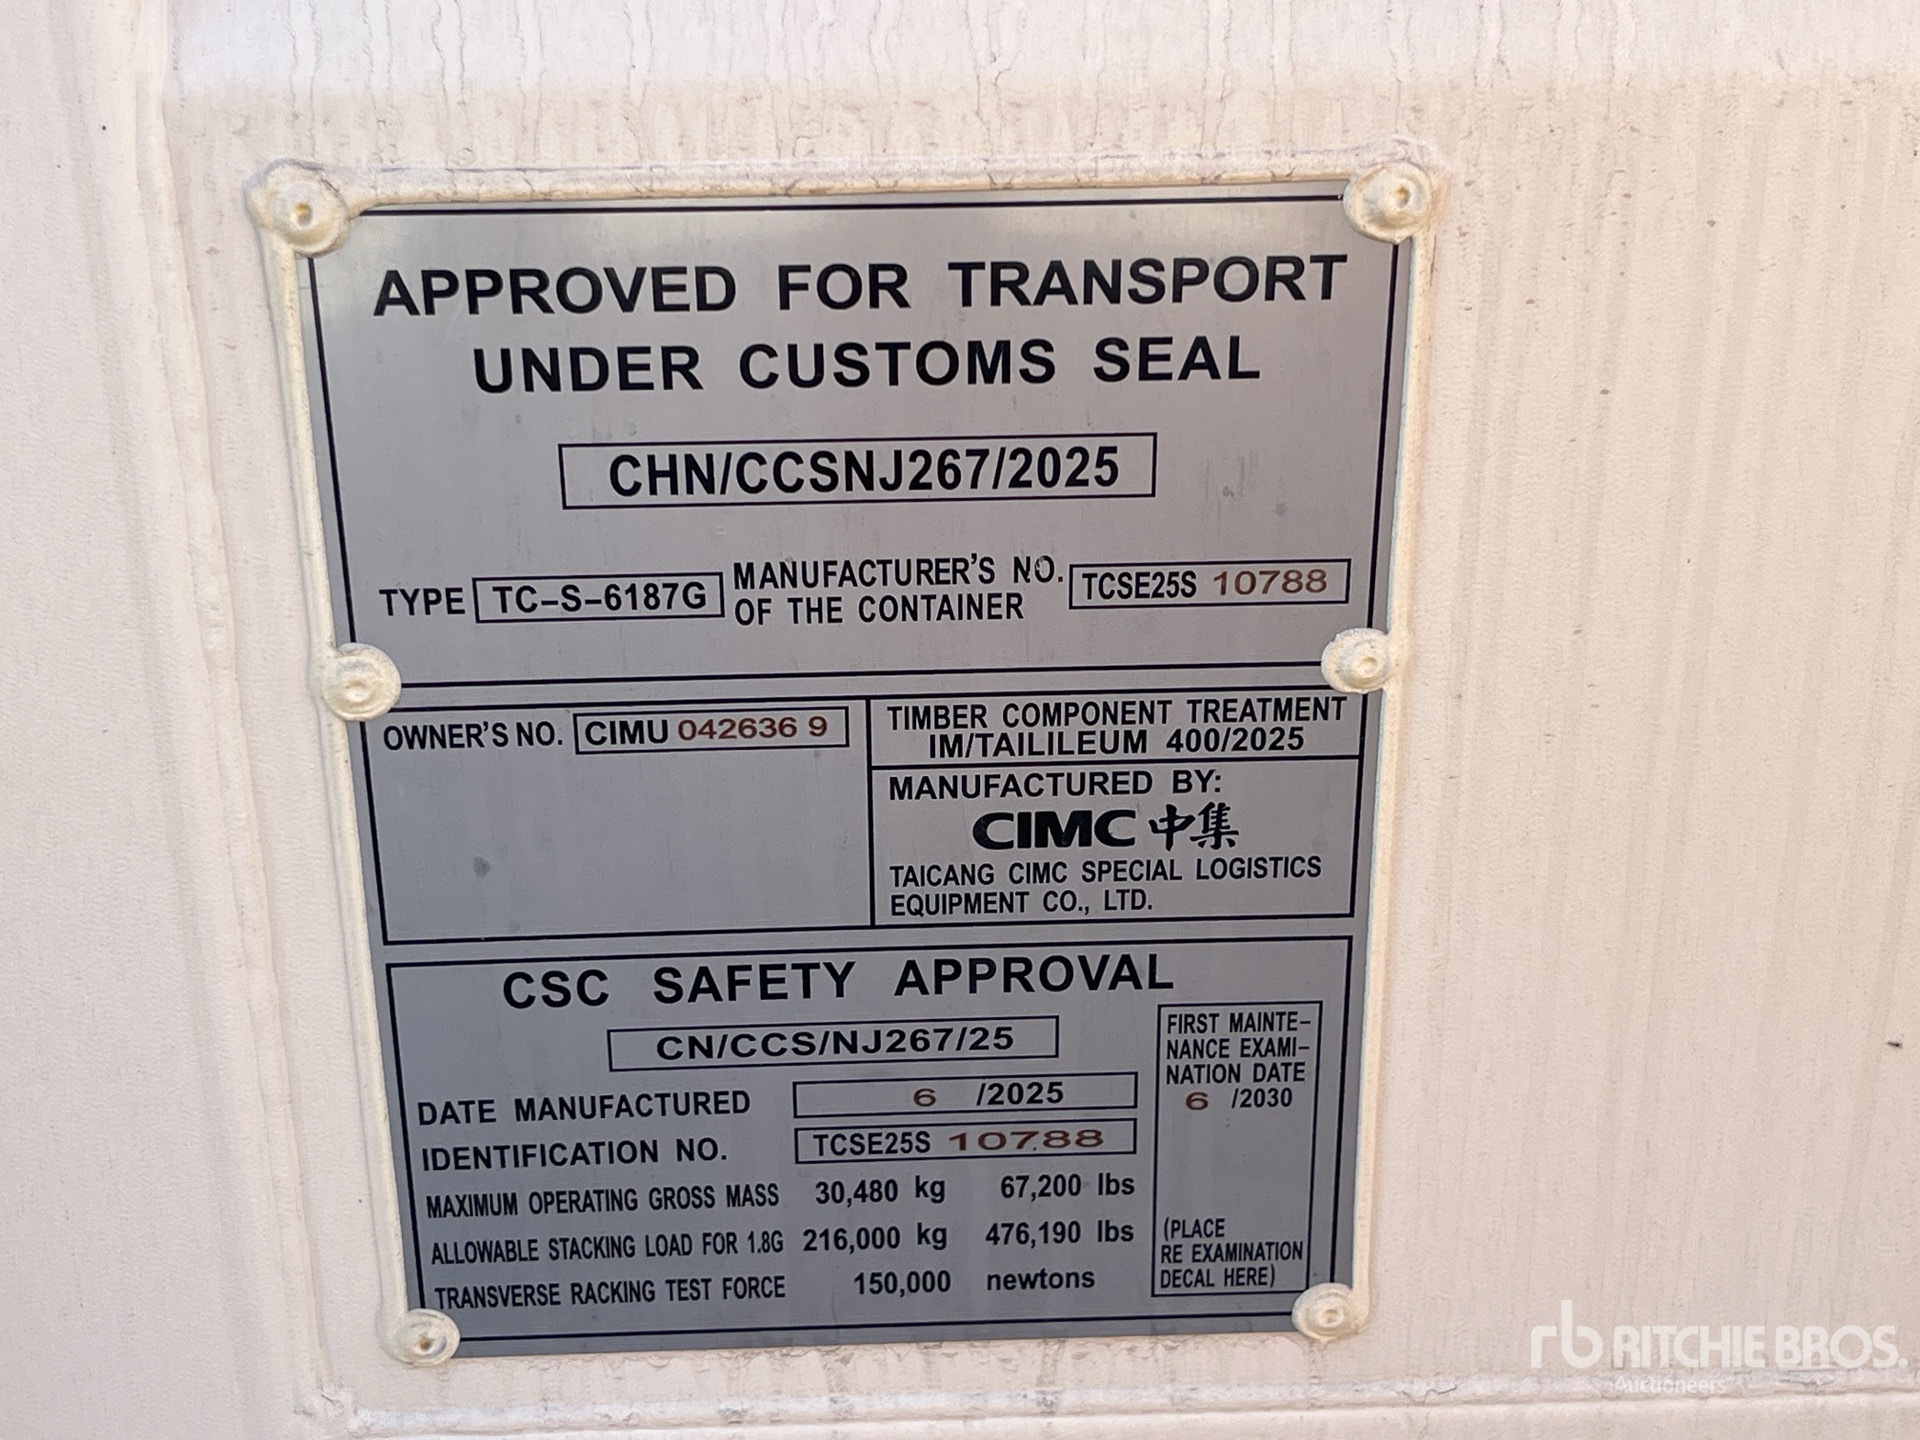 APPROVED FOR TRANSPORT
UNDER CUSTOMS SEAL
CHN/CCSNJ267/2025
TYPE TC-S-6187G MANUFACTURER'S NO. OF THE CONTAINER TCSE25S 10788
OWNER'S NO. CIMU 042636 9
TIMBER COMPONENT TREATMENT
IM/TAILILEUM 400/2025
MANUFACTURED BY:
CIMC 中集
TAICANG CIMC SPECIAL LOGISTICS
EQUIPMENT CO., LTD.
CSC SAFETY APPROVAL
CN/CCS/NJ267/25
DATE MANUFACTURED 6 /2025
IDENTIFICATION NO. TCSE25S 10788
MAXIMUM OPERATING GROSS MASS 30,480 kg 67,200 lbs
ALLOWABLE STACKING LOAD FOR 1.8G 216,000 kg 476,190 lbs
TRANSVERSE RACKING TEST FORCE 150,000 newtons
FIRST MAINTE-
NANCE EXAMI-
NATION DATE
6 /2030
(PLACE
RE EXAMINATION
DECAL HERE)
rb RITCHIE BROS.
Auctioneers